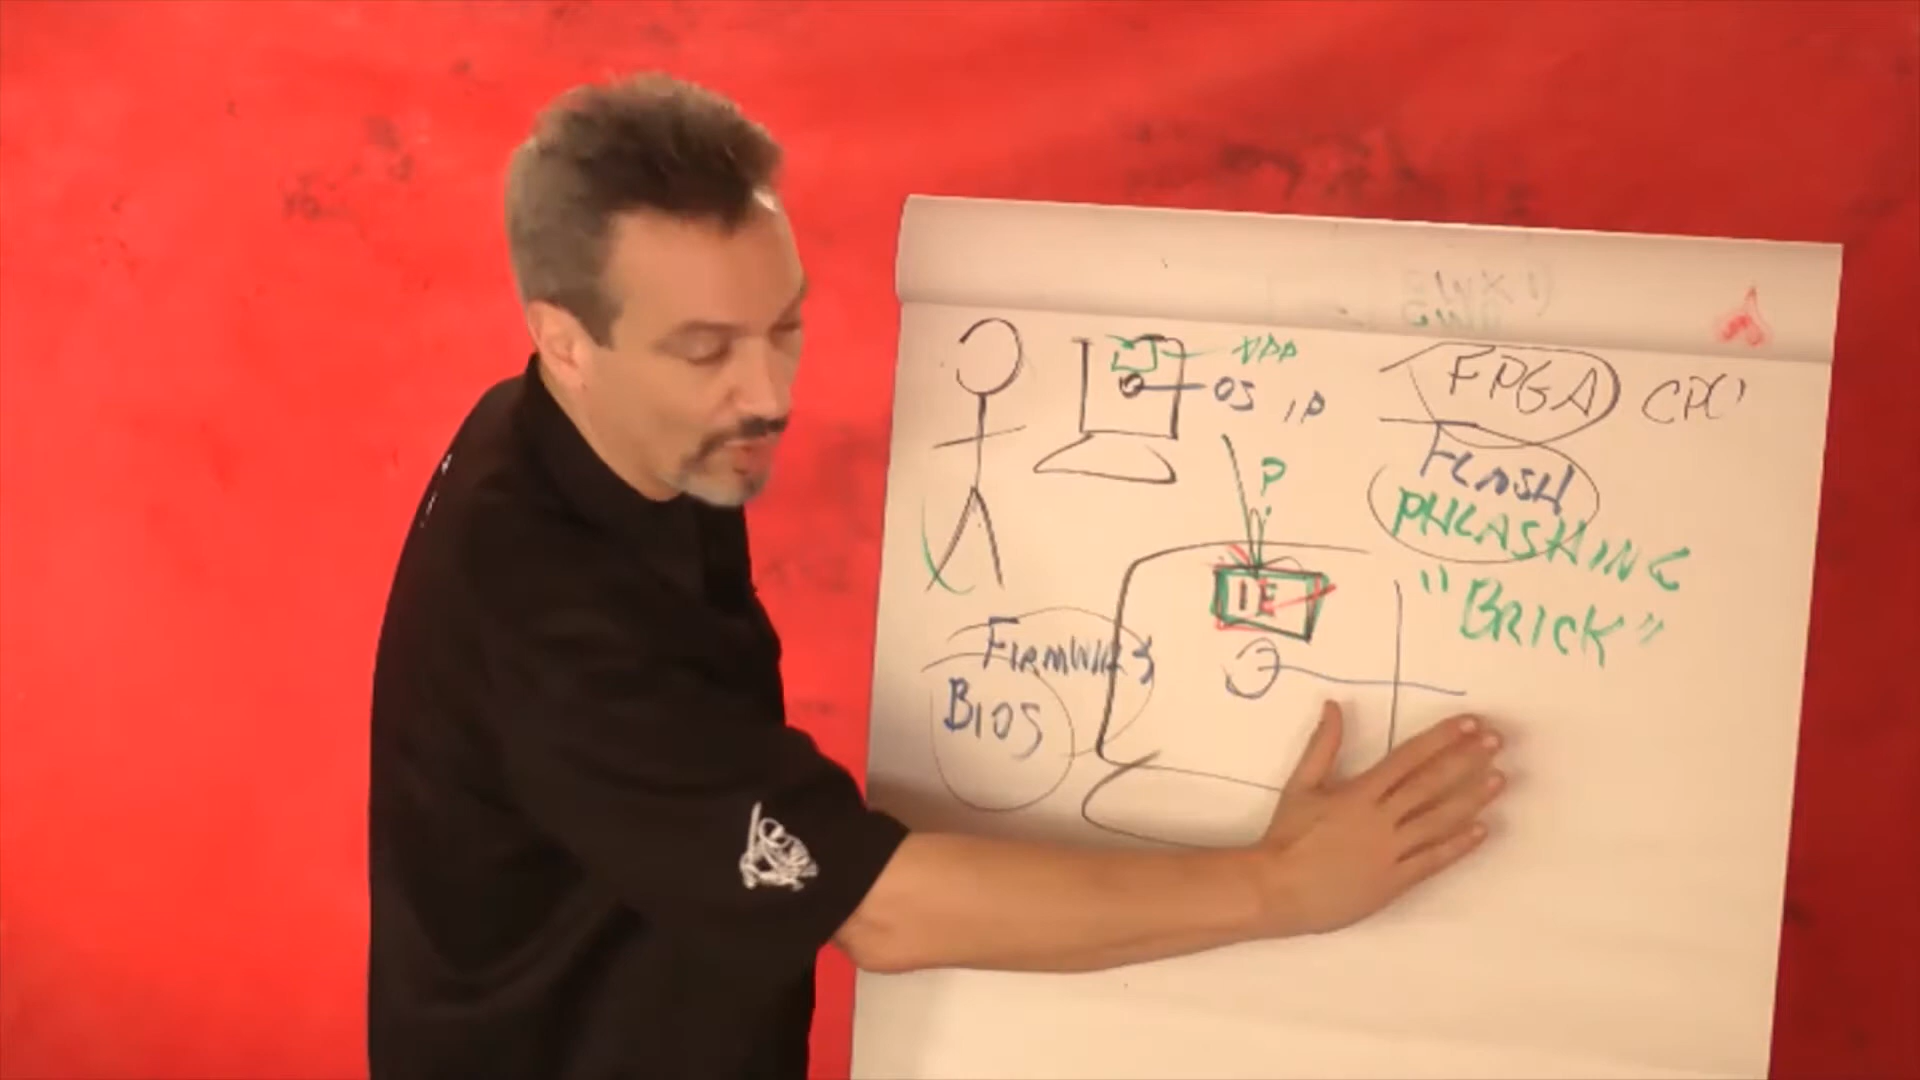 APP
OS IP
FPGA CPU
FLASH
PHLASHING
"BRICK"
P
IE
FIRMWARE
BIOS